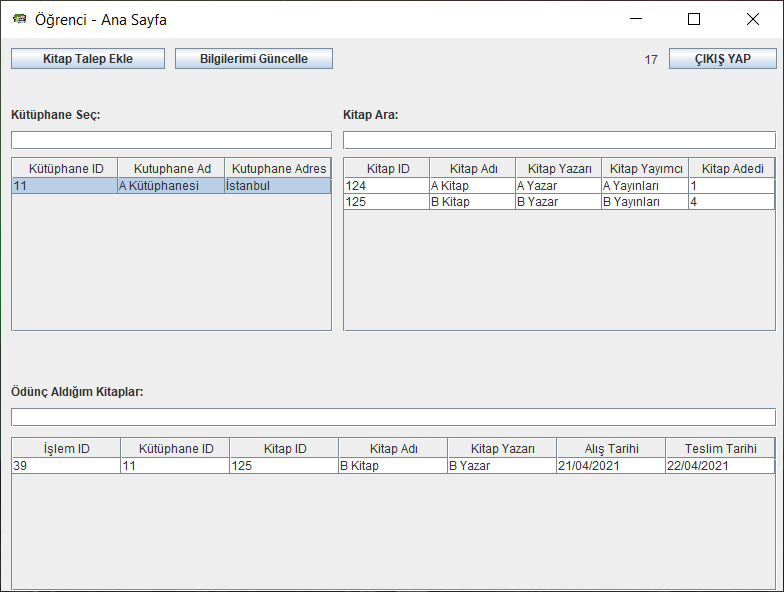 Öğrenci - Ana Sayfa
Kitap Talep Ekle Bilgilerimi Güncelle 17 ÇIKIŞ YAP
Kütüphane Seç: Kitap Ara:
Kütüphane ID Kutuphane Ad Kutuphane Adres Kitap ID Kitap Adı Kitap Yazarı Kitap Yayımcı Kitap Adedi
11 A Kütüphanesi İstanbul 124 A Kitap A Yazar A Yayınları 1
125 B Kitap B Yazar B Yayınları 4
Ödünç Aldığım Kitaplar:
İşlem ID Kütüphane ID Kitap ID Kitap Adı Kitap Yazarı Alış Tarihi Teslim Tarihi
39 11 125 B Kitap B Yazar 21/04/2021 22/04/2021